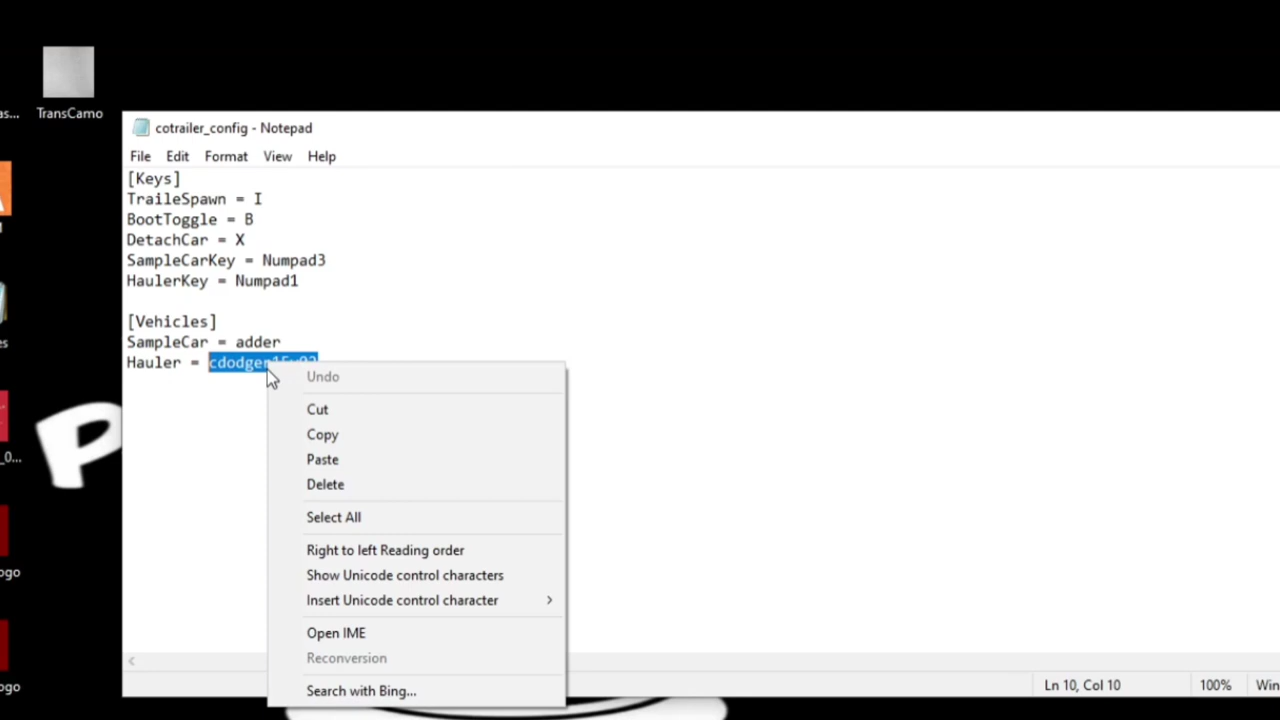 TransCamo
cotrailer_config - Notepad
File Edit Format View Help
[Keys]
TraileSpawn = I
BootToggle = B
DetachCar = X
SampleCarKey = Numpad3
HaulerKey = Numpad1
[Vehicles]
SampleCar = adder
Hauler =
Undo
Cut
Copy
Paste
Delete
Select All
Right to left Reading order
Show Unicode control characters
Insert Unicode control character
Open IME
Reconversion
Search with Bing...
Ln 10, Col 10
100%
P